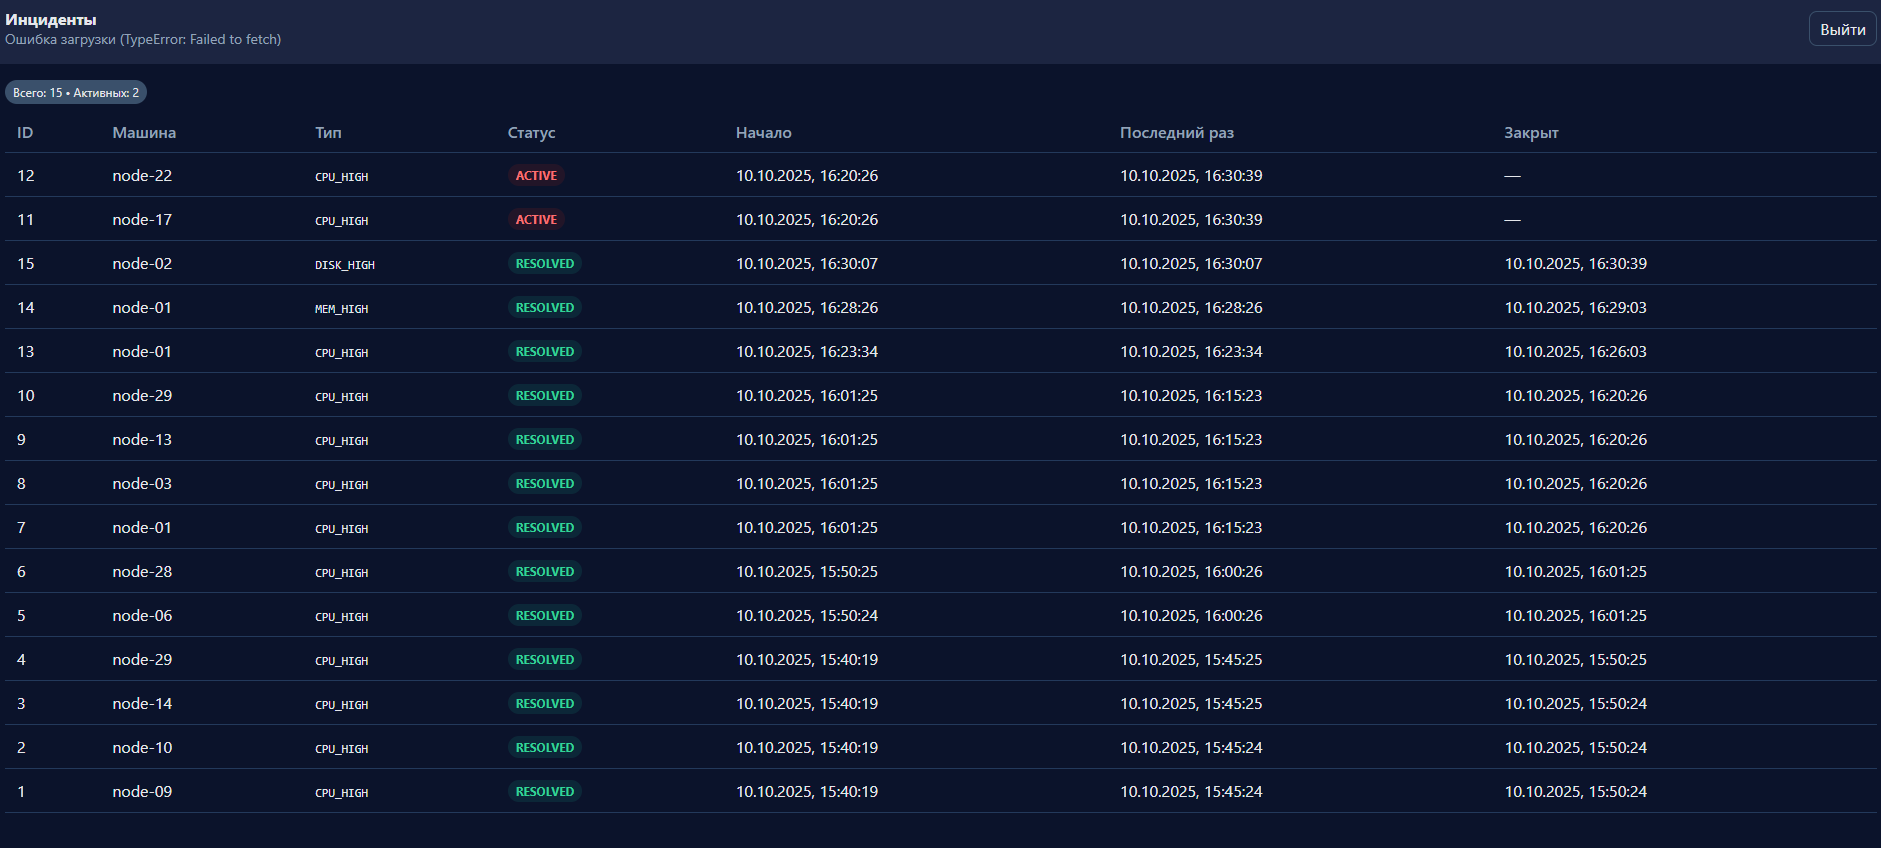 Инциденты
Ошибка загрузки (TypeError: Failed to fetch)
Выйти
Всего: 15 • Активных: 2
ID Машина Тип Статус Начало Последний раз Закрыт
12 node-22 CPU_HIGH ACTIVE 10.10.2025, 16:20:26 10.10.2025, 16:30:39 —
11 node-17 CPU_HIGH ACTIVE 10.10.2025, 16:20:26 10.10.2025, 16:30:39 —
15 node-02 DISK_HIGH RESOLVED 10.10.2025, 16:30:07 10.10.2025, 16:30:07 10.10.2025, 16:30:39
14 node-01 MEM_HIGH RESOLVED 10.10.2025, 16:28:26 10.10.2025, 16:28:26 10.10.2025, 16:29:03
13 node-01 CPU_HIGH RESOLVED 10.10.2025, 16:23:34 10.10.2025, 16:23:34 10.10.2025, 16:26:03
10 node-29 CPU_HIGH RESOLVED 10.10.2025, 16:01:25 10.10.2025, 16:15:23 10.10.2025, 16:20:26
9 node-13 CPU_HIGH RESOLVED 10.10.2025, 16:01:25 10.10.2025, 16:15:23 10.10.2025, 16:20:26
8 node-03 CPU_HIGH RESOLVED 10.10.2025, 16:01:25 10.10.2025, 16:15:23 10.10.2025, 16:20:26
7 node-01 CPU_HIGH RESOLVED 10.10.2025, 16:01:25 10.10.2025, 16:15:23 10.10.2025, 16:20:26
6 node-28 CPU_HIGH RESOLVED 10.10.2025, 15:50:25 10.10.2025, 16:00:26 10.10.2025, 16:01:25
5 node-06 CPU_HIGH RESOLVED 10.10.2025, 15:50:24 10.10.2025, 16:00:26 10.10.2025, 16:01:25
4 node-29 CPU_HIGH RESOLVED 10.10.2025, 15:40:19 10.10.2025, 15:45:25 10.10.2025, 15:50:25
3 node-14 CPU_HIGH RESOLVED 10.10.2025, 15:40:19 10.10.2025, 15:45:25 10.10.2025, 15:50:24
2 node-10 CPU_HIGH RESOLVED 10.10.2025, 15:40:19 10.10.2025, 15:45:24 10.10.2025, 15:50:24
1 node-09 CPU_HIGH RESOLVED 10.10.2025, 15:40:19 10.10.2025, 15:45:24 10.10.2025, 15:50:24